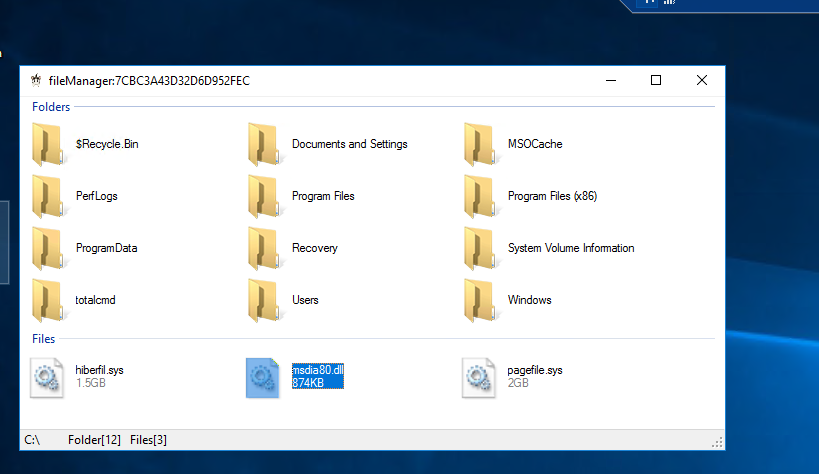 fileManager:7CBC3A43D32D6D952FEC
Folders
$Recycle.Bin
Documents and Settings
MSOCache
PerfLogs
Program Files
Program Files (x86)
ProgramData
Recovery
System Volume Information
totalcmd
Users
Windows
Files
hiberfil.sys
1.5GB
msdia80.dll
874KB
pagefile.sys
2GB
C:\ Folder[12] Files[3]